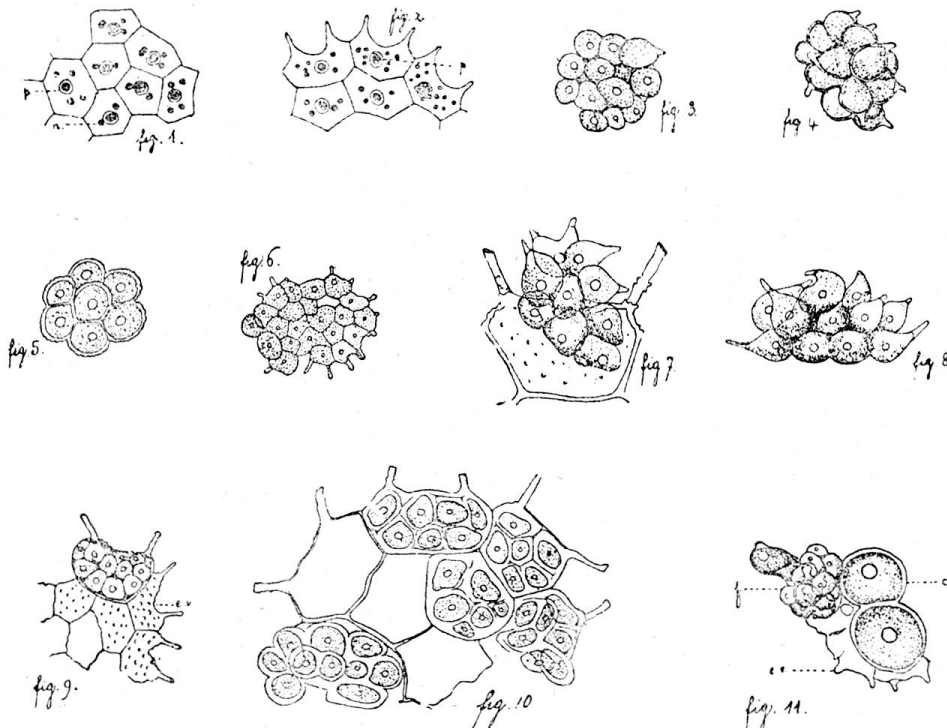 fig. 1.
fig. 2
fig 3.
fig 4
p
n
p
fig 5.
fig. 6.
fig 7.
fig 8
fig. 9.
e v
fig. 10
fig. 11.
f